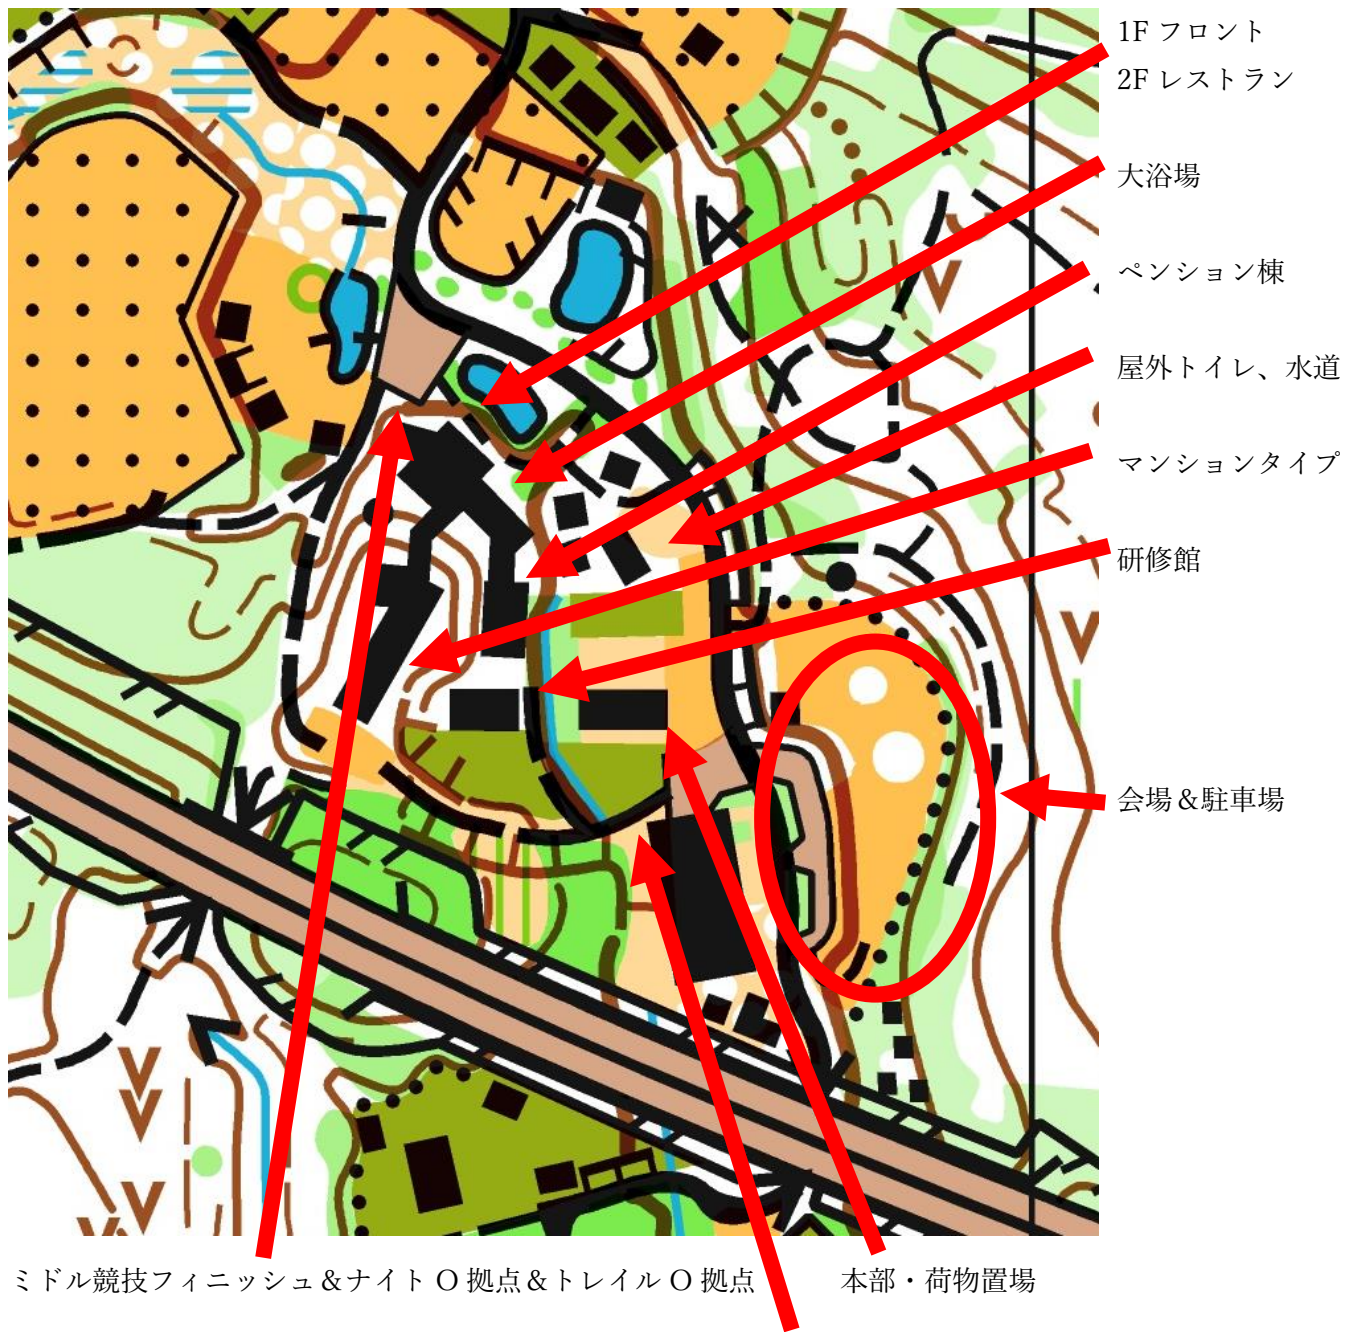 1F フロント
2F レストラン
大浴場
ペンション棟
屋外トイレ、水道
マンションタイプ
研修館
会場＆駐車場
ミドル競技フィニッシュ＆ナイト O 拠点＆トレイル O 拠点
本部・荷物置場